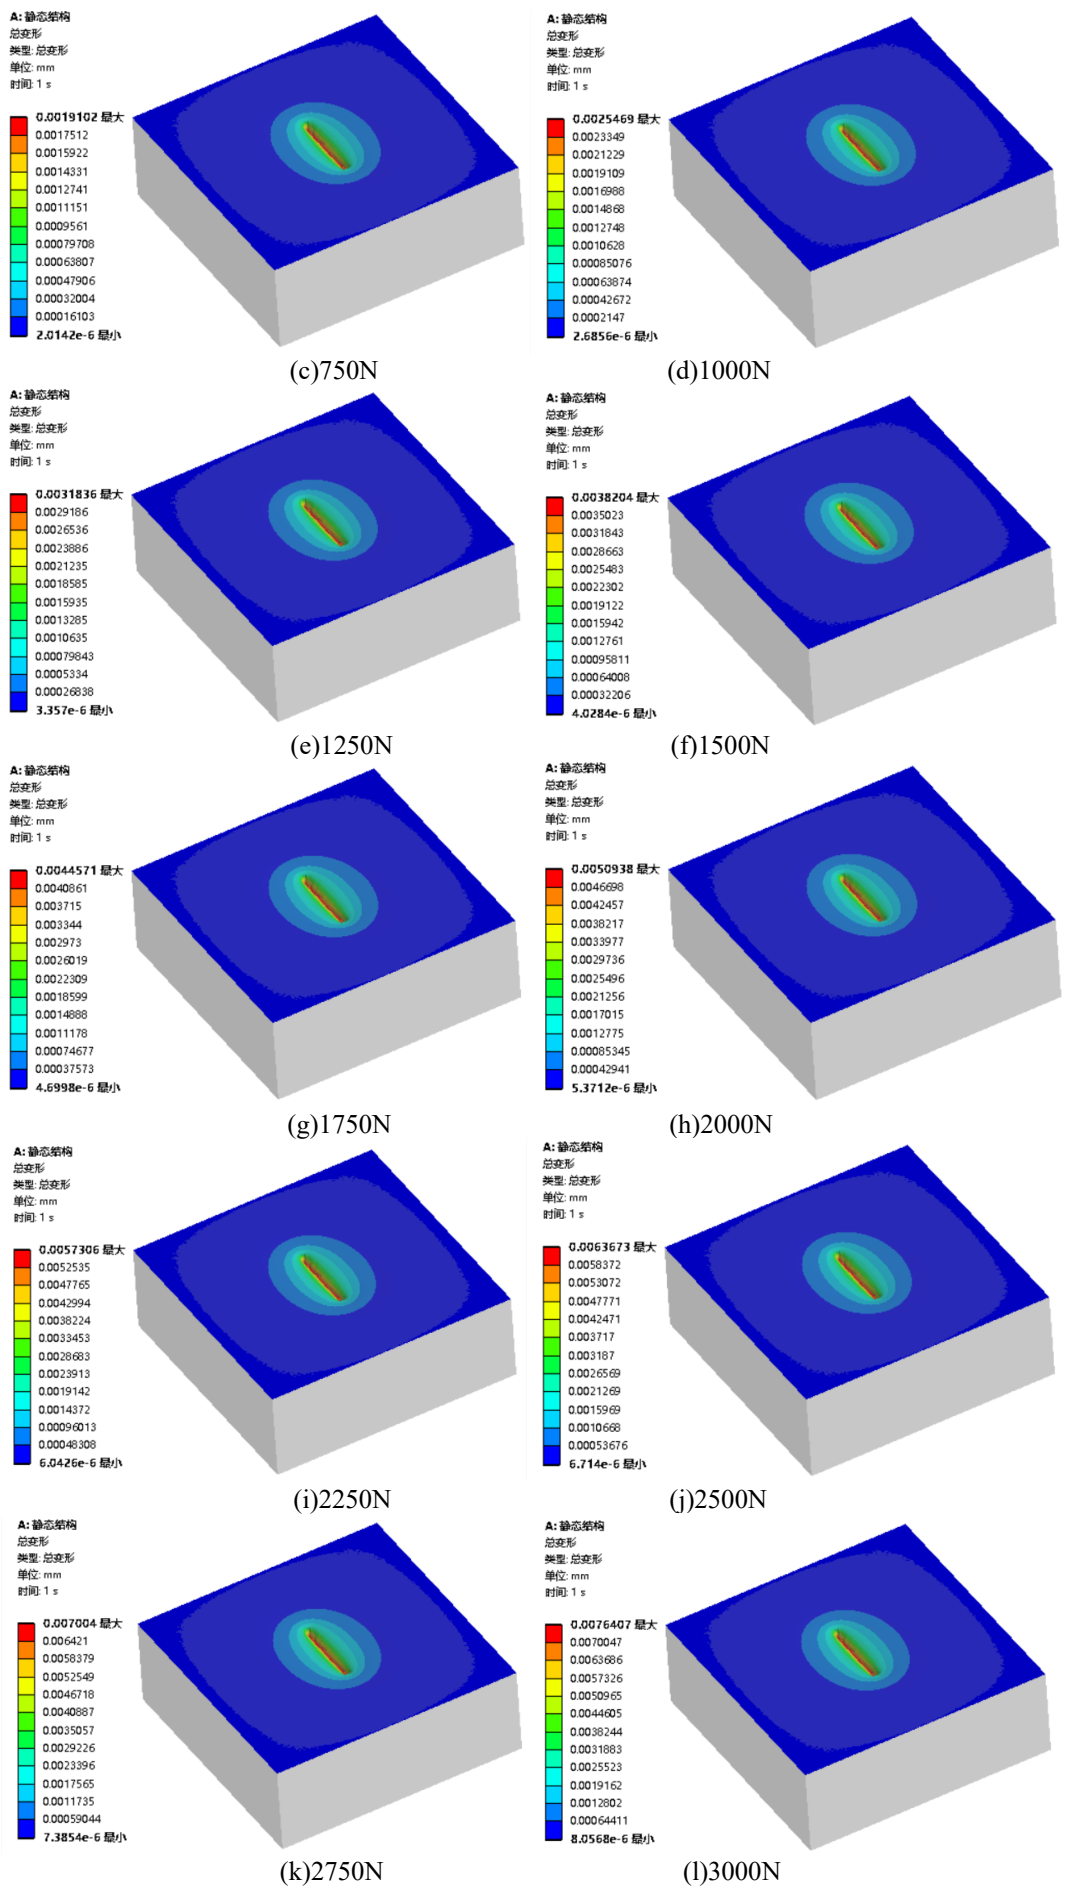 A: 静态结构
总变形
类型: 总变形
单位: mm
时间: 1 s
0.0019102 最大
0.0017512
0.0015922
0.0014331
0.0012741
0.0011151
0.0009561
0.00079708
0.00063807
0.00047906
0.00032004
0.00016103
2.0142e-6 最小
(c)750N
A: 静态结构
总变形
类型: 总变形
单位: mm
时间: 1 s
0.0025469 最大
0.0023349
0.0021229
0.0019109
0.0016988
0.0014868
0.0012748
0.0010628
0.00085076
0.00063874
0.00042672
0.0002147
2.6856e-6 最小
(d)1000N
A: 静态结构
总变形
类型: 总变形
单位: mm
时间: 1 s
0.0031836 最大
0.0029186
0.0026536
0.0023886
0.0021235
0.0018585
0.0015935
0.0013285
0.0010635
0.00079843
0.0005334
0.00026838
3.357e-6 最小
(e)1250N
A: 静态结构
总变形
类型: 总变形
单位: mm
时间: 1 s
0.0038204 最大
0.0035023
0.0031843
0.0028663
0.0025483
0.0022302
0.0019122
0.0015942
0.0012761
0.00095811
0.00064008
0.00032206
4.0284e-6 最小
(f)1500N
A: 静态结构
总变形
类型: 总变形
单位: mm
时间: 1 s
0.0044571 最大
0.0040861
0.003715
0.003344
0.002973
0.0026019
0.0022309
0.0018599
0.0014888
0.0011178
0.00074677
0.00037573
4.6998e-6 最小
(g)1750N
A: 静态结构
总变形
类型: 总变形
单位: mm
时间: 1 s
0.0050938 最大
0.0046698
0.0042457
0.0038217
0.0033977
0.0029736
0.0025496
0.0021256
0.0017015
0.0012775
0.00085345
0.00042941
5.3712e-6 最小
(h)2000N
A: 静态结构
总变形
类型: 总变形
单位: mm
时间: 1 s
0.0057306 最大
0.0052535
0.0047765
0.0042994
0.0038224
0.0033453
0.0028683
0.0023913
0.0019142
0.0014372
0.00096013
0.00048308
6.0426e-6 最小
(i)2250N
A: 静态结构
总变形
类型: 总变形
单位: mm
时间: 1 s
0.0063673 最大
0.0058372
0.0053072
0.0047771
0.0042471
0.003717
0.003187
0.0026569
0.0021269
0.0015969
0.0010668
0.00053676
6.714e-6 最小
(j)2500N
A: 静态结构
总变形
类型: 总变形
单位: mm
时间: 1 s
0.007004 最大
0.006421
0.0058379
0.0052549
0.0046718
0.0040887
0.0035057
0.0029226
0.0023396
0.0017565
0.0011735
0.00059044
7.3854e-6 最小
(k)2750N
A: 静态结构
总变形
类型: 总变形
单位: mm
时间: 1 s
0.0076407 最大
0.0070047
0.0063686
0.0057326
0.0050965
0.0044605
0.0038244
0.0031883
0.0025523
0.0019162
0.0012802
0.00064411
8.0568e-6 最小
(l)3000N